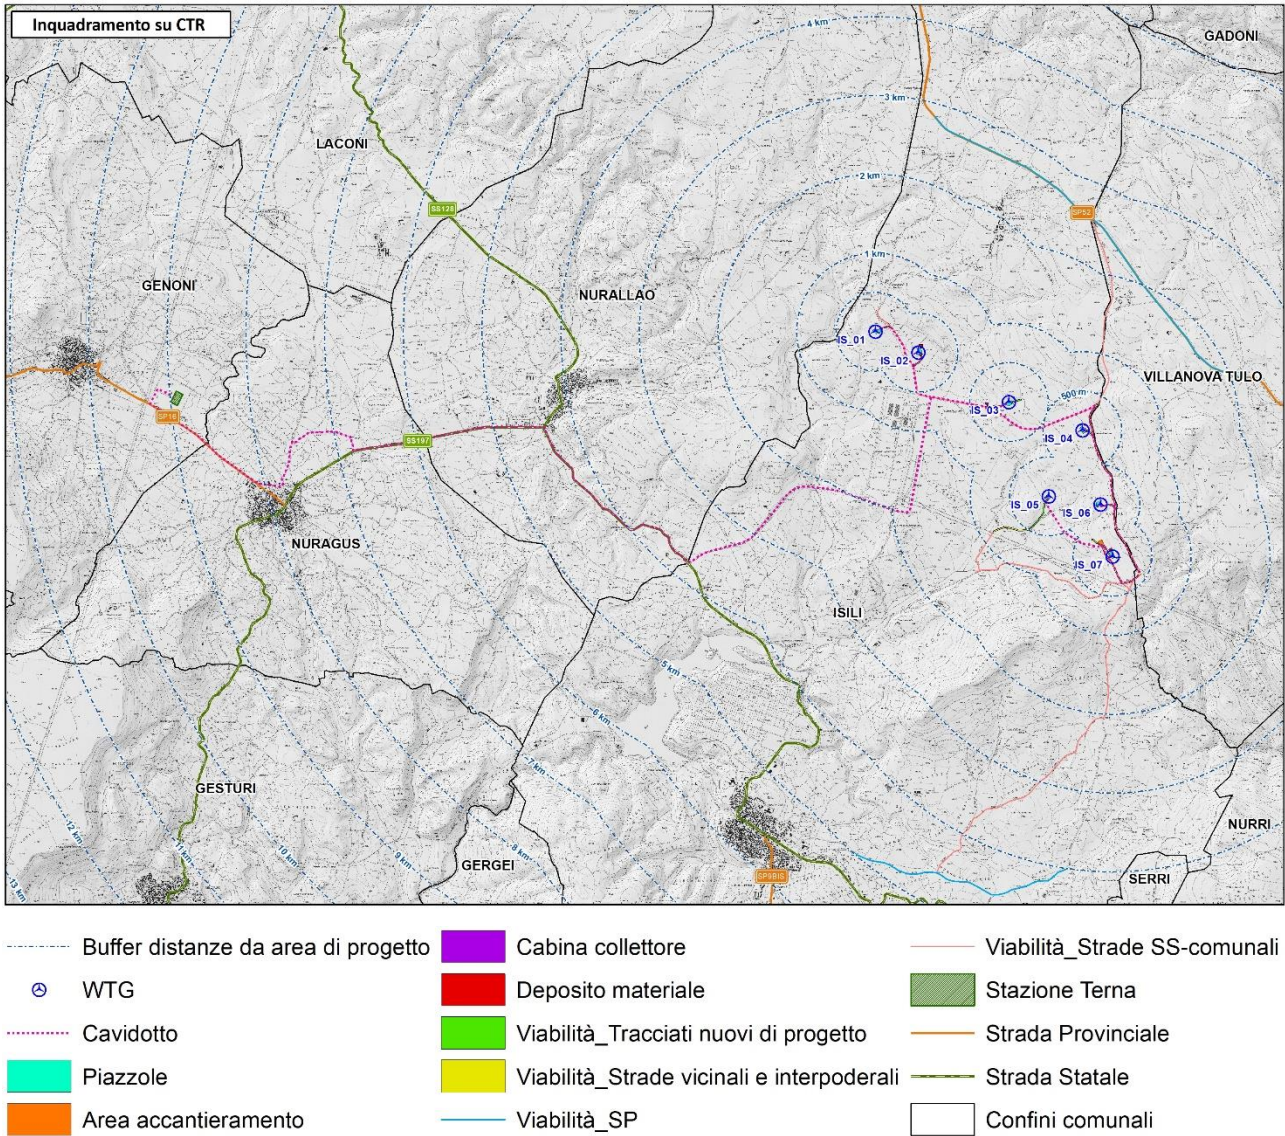 Inquadramento su CTR
4 km
GADONI
3 km
LACONI
2 km
SS128
SP52
1 km
GENONI
NURALLAO
IS_01
IS_02
VILLANOVA TULO
500 m
IS_03
SP16
SS197
IS_04
IS_05
IS_06
NURAGUS
IS_07
ISILI
5 km
6 km
7 km
GESTURI
NURRI
12 km
11 km
10 km
9 km
8 km
GERGEI
13 km
SP9BIS
SERRI
Buffer distanze da area di progetto
WTG
Cavidotto
Piazzole
Area accantieramento
Cabina collettore
Deposito materiale
Viabilità_Tracciati nuovi di progetto
Viabilità_Strade vicinali e interpoderali
Viabilità_SP
Viabilità_Strade SS-comunali
Stazione Terna
Strada Provinciale
Strada Statale
Confini comunali